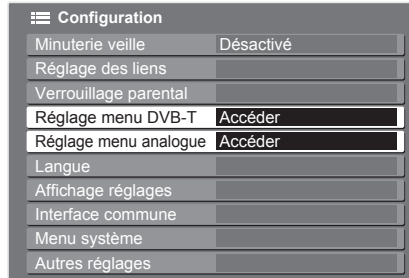 Configuration
Minuterie veille Désactivé
Réglage des liens
Verrouillage parental
Réglage menu DVB-T Accéder
Réglage menu analogue Accéder
Langue
Affichage réglages
Interface commune
Menu système
Autres réglages